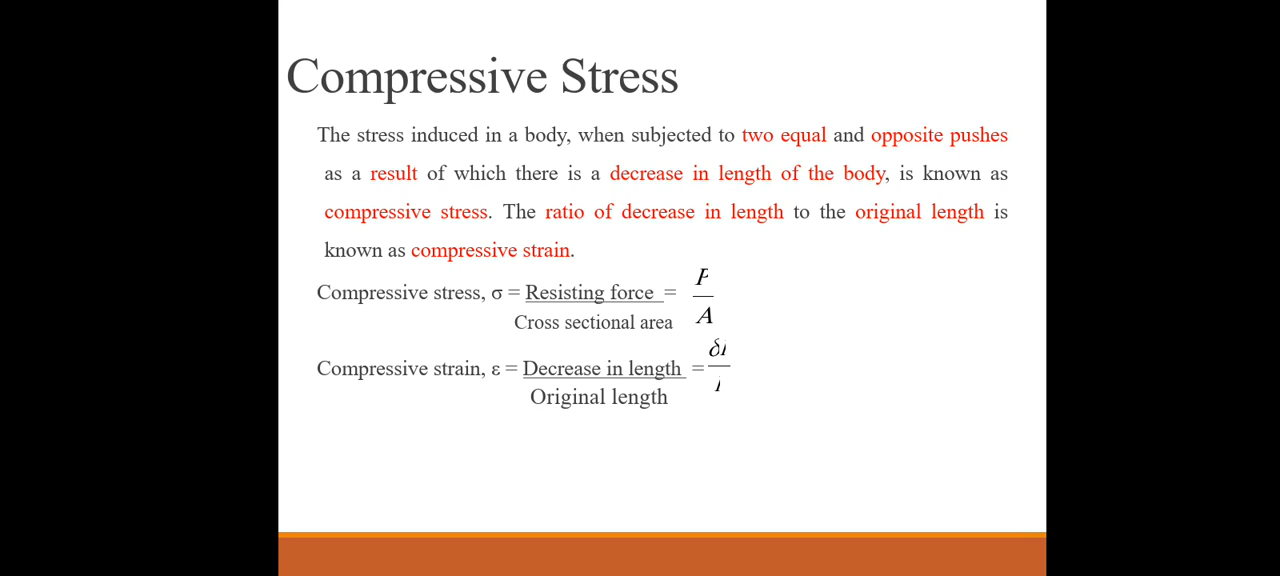 Compressive Stress
The stress induced in a body, when subjected to two equal and opposite pushes
as a result of which there is a decrease in length of the body, is known as
compressive stress. The ratio of decrease in length to the original length is
known as compressive strain.
Compressive stress, σ = Resisting force =
P
A
Cross sectional area
Compressive strain, ε = Decrease in length =
δl
l
Original length